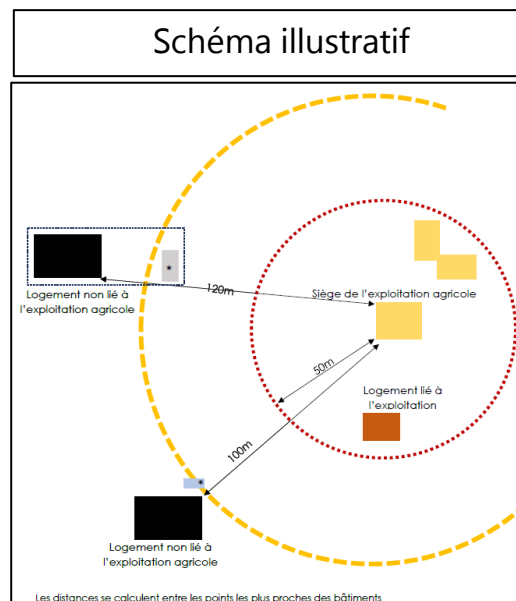 Schéma illustratif
Logement non lié à
l'exploitation agricole
120m
Siège de l'exploitation agricole
50m
Logement lié à
l'exploitation
100m
*
*
Logement non lié à
l'exploitation agricole
Les distances se calculent entre les points les plus proches des bâtiments